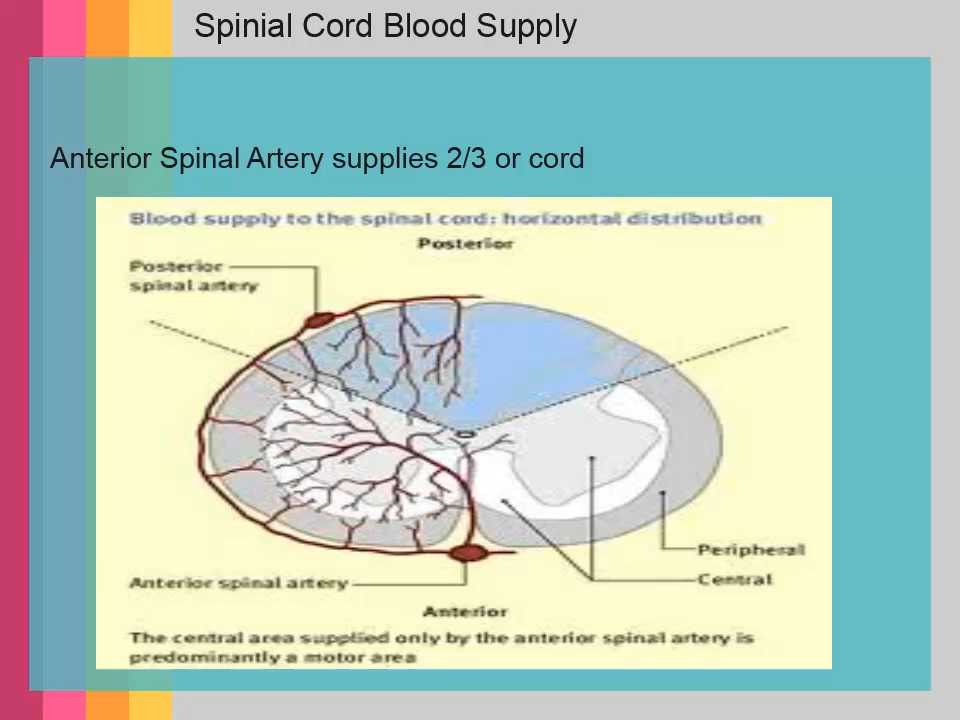 Spinial Cord Blood Supply
Anterior Spinal Artery supplies 2/3 or cord
Blood supply to the spinal cord: horizontal distribution
Posterior
Posterior
spinal artery
Peripheral
Central
Anterior spinal artery
Anterior
The central area supplied only by the anterior spinal artery is
predominantly a motor area